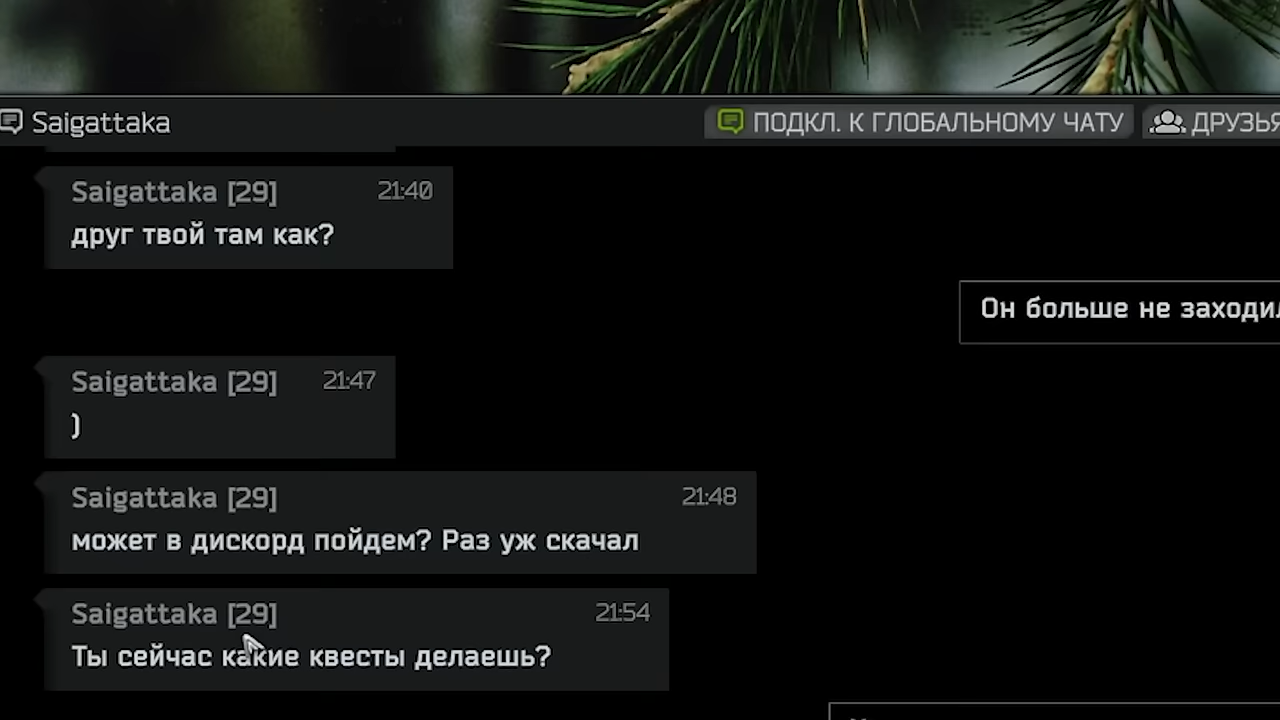 Saigattaka
ПОДКЛ. К ГЛОБАЛЬНОМУ ЧАТУ
ДРУЗЬЯ
Saigattaka [29] 21:40
друг твой там как?
Он больше не заходил
Saigattaka [29] 21:47
)
Saigattaka [29] 21:48
может в дискорд пойдем? Раз уж скачал
Saigattaka [29] 21:54
Ты сейчас какие квесты делаешь?